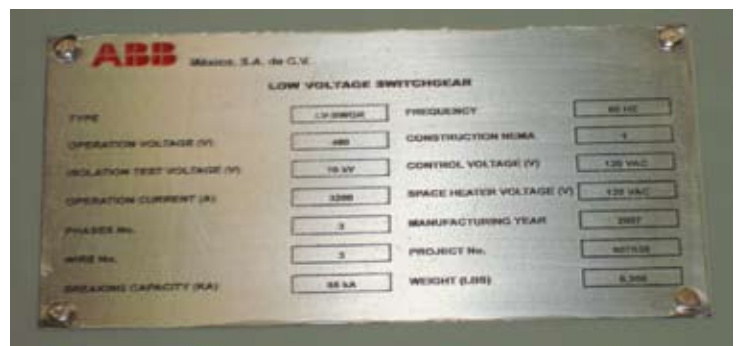 ABB México, S.A. de C.V.
LOW VOLTAGE SWITCHGEAR
TYPE LV-SWGR FREQUENCY 60 HZ
OPERATION VOLTAGE (V) 480 CONSTRUCTION NEMA 1
ISOLATION TEST VOLTAGE (V) CONTROL VOLTAGE (V) 120 VAC
OPERATION CURRENT (A) 3200 SPACE HEATER VOLTAGE (V) 120 VAC
PHASES No. 3 MANUFACTURING YEAR 2007
WIRE No. 3 PROJECT No.
BREAKING CAPACITY (KA) WEIGHT (LBS)